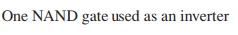 One NAND gate used as an inverter